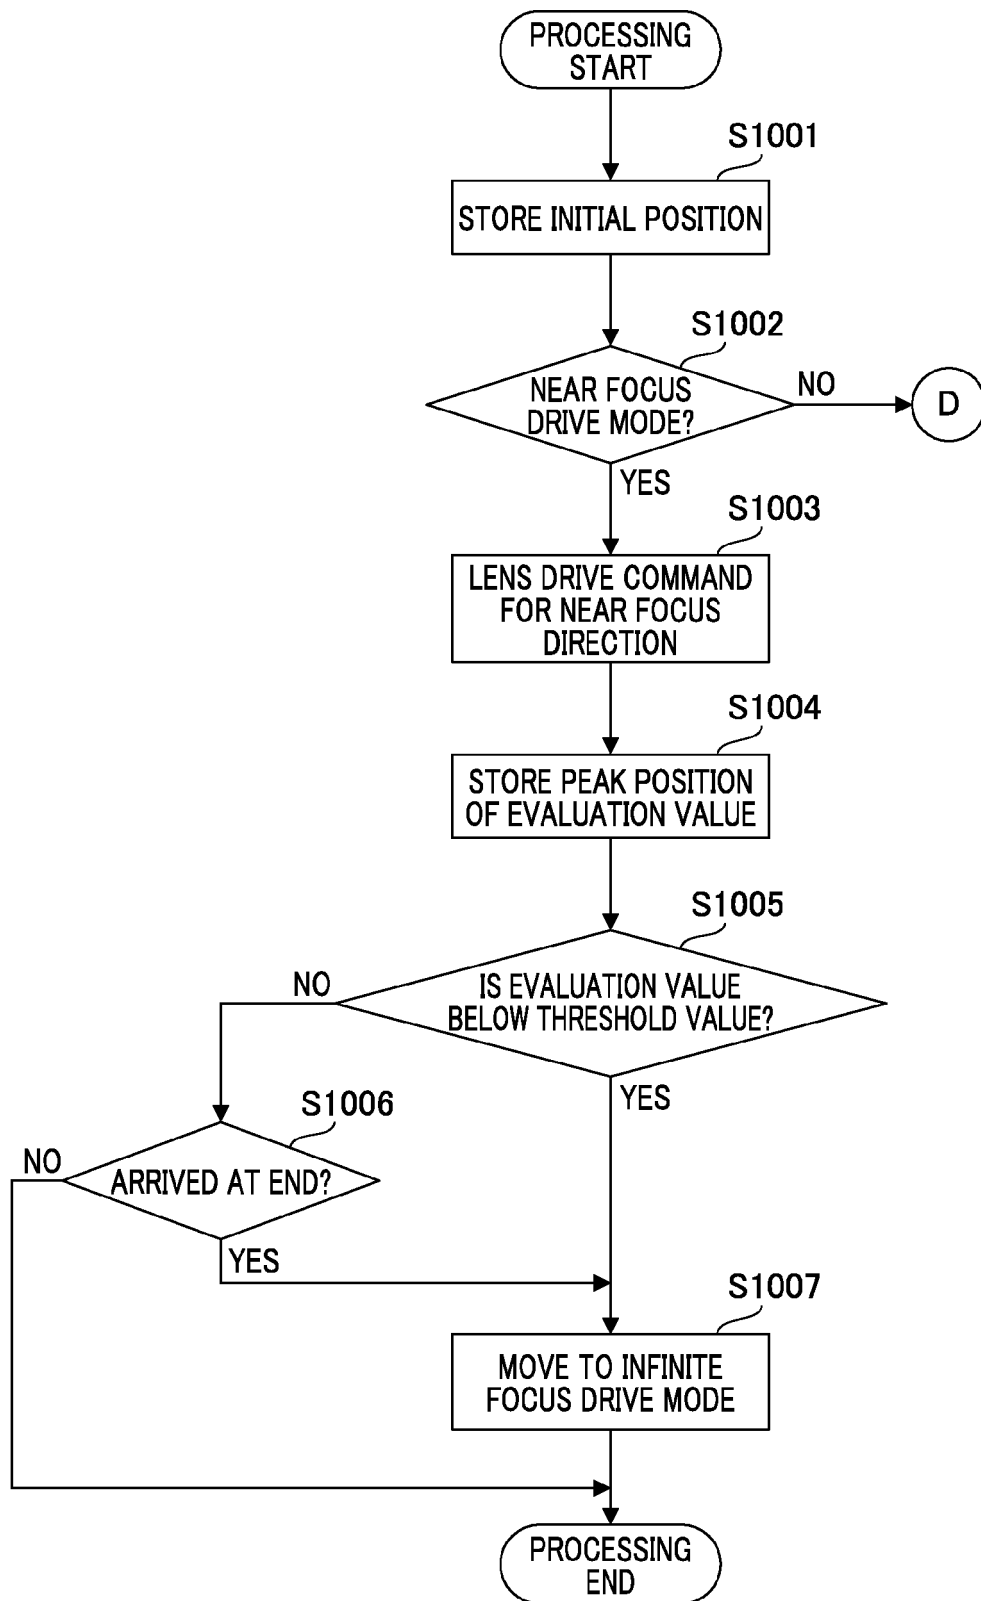 PROCESSING
START
S1001
STORE INITIAL POSITION
S1002
NEAR FOCUS
DRIVE MODE?
NO
D
YES
S1003
LENS DRIVE COMMAND
FOR NEAR FOCUS
DIRECTION
S1004
STORE PEAK POSITION
OF EVALUATION VALUE
S1005
IS EVALUATION VALUE
BELOW THRESHOLD VALUE?
NO
YES
S1006
ARRIVED AT END?
NO
YES
S1007
MOVE TO INFINITE
FOCUS DRIVE MODE
PROCESSING
END